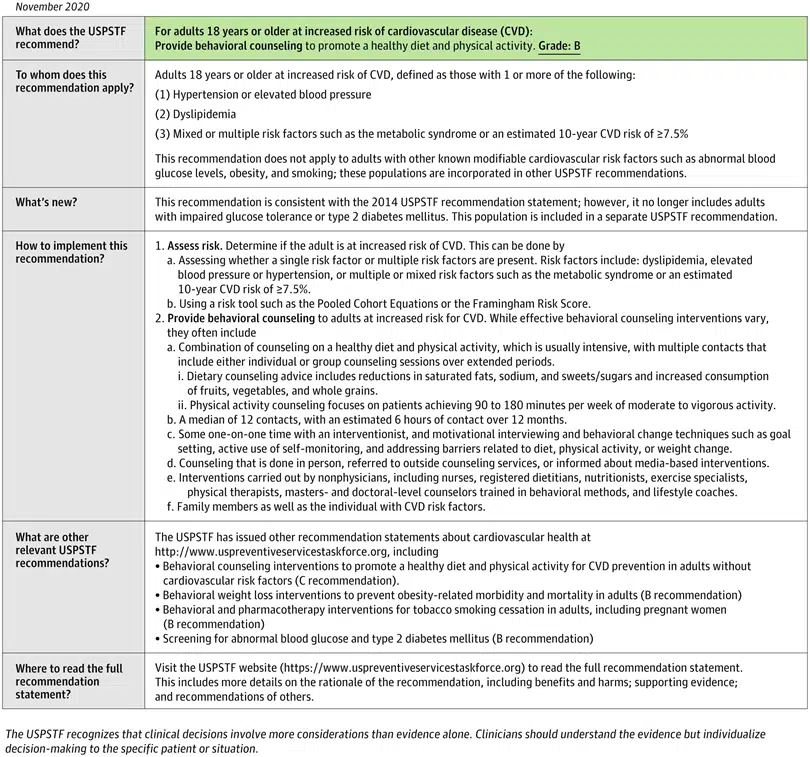 November 2020
What does the USPSTF
recommend?
For adults 18 years or older at increased risk of cardiovascular disease (CVD):
Provide behavioral counseling to promote a healthy diet and physical activity. Grade: B
To whom does this
recommendation apply?
Adults 18 years or older at increased risk of CVD, defined as those with 1 or more of the following:
(1) Hypertension or elevated blood pressure
(2) Dyslipidemia
(3) Mixed or multiple risk factors such as the metabolic syndrome or an estimated 10-year CVD risk of ≥7.5%
This recommendation does not apply to adults with other known modifiable cardiovascular risk factors such as abnormal blood
glucose levels, obesity, and smoking; these populations are incorporated in other USPSTF recommendations.
What's new?
This recommendation is consistent with the 2014 USPSTF recommendation statement; however, it no longer includes adults
with impaired glucose tolerance or type 2 diabetes mellitus. This population is included in a separate USPSTF recommendation.
How to implement this
recommendation?
1. Assess risk. Determine if the adult is at increased risk of CVD. This can be done by
a. Assessing whether a single risk factor or multiple risk factors are present. Risk factors include: dyslipidemia, elevated
blood pressure or hypertension, or multiple or mixed risk factors such as the metabolic syndrome or an estimated
10-year CVD risk of ≥7.5%.
b. Using a risk tool such as the Pooled Cohort Equations or the Framingham Risk Score.
2. Provide behavioral counseling to adults at increased risk for CVD. While effective behavioral counseling interventions vary,
they often include
a. Combination of counseling on a healthy diet and physical activity, which is usually intensive, with multiple contacts that
include either individual or group counseling sessions over extended periods.
i. Dietary counseling advice includes reductions in saturated fats, sodium, and sweets/sugars and increased consumption
of fruits, vegetables, and whole grains.
ii. Physical activity counseling focuses on patients achieving 90 to 180 minutes per week of moderate to vigorous activity.
b. A median of 12 contacts, with an estimated 6 hours of contact over 12 months.
c. Some one-on-one time with an interventionist, and motivational interviewing and behavioral change techniques such as goal
setting, active use of self-monitoring, and addressing barriers related to diet, physical activity, or weight change.
d. Counseling that is done in person, referred to outside counseling services, or informed about media-based interventions.
e. Interventions carried out by nonphysicians, including nurses, registered dietitians, nutritionists, exercise specialists,
physical therapists, masters- and doctoral-level counselors trained in behavioral methods, and lifestyle coaches.
f. Family members as well as the individual with CVD risk factors.
What are other
relevant USPSTF
recommendations?
The USPSTF has issued other recommendation statements about cardiovascular health at
http://www.uspreventiveservicestaskforce.org, including
• Behavioral counseling interventions to promote a healthy diet and physical activity for CVD prevention in adults without
cardiovascular risk factors (C recommendation).
• Behavioral weight loss interventions to prevent obesity-related morbidity and mortality in adults (B recommendation)
• Behavioral and pharmacotherapy interventions for tobacco smoking cessation in adults, including pregnant women
(B recommendation)
• Screening for abnormal blood glucose and type 2 diabetes mellitus (B recommendation)
Where to read the full
recommendation
statement?
Visit the USPSTF website (https://www.uspreventiveservicestaskforce.org) to read the full recommendation statement.
This includes more details on the rationale of the recommendation, including benefits and harms; supporting evidence;
and recommendations of others.
The USPSTF recognizes that clinical decisions involve more considerations than evidence alone. Clinicians should understand the evidence but individualize
decision-making to the specific patient or situation.